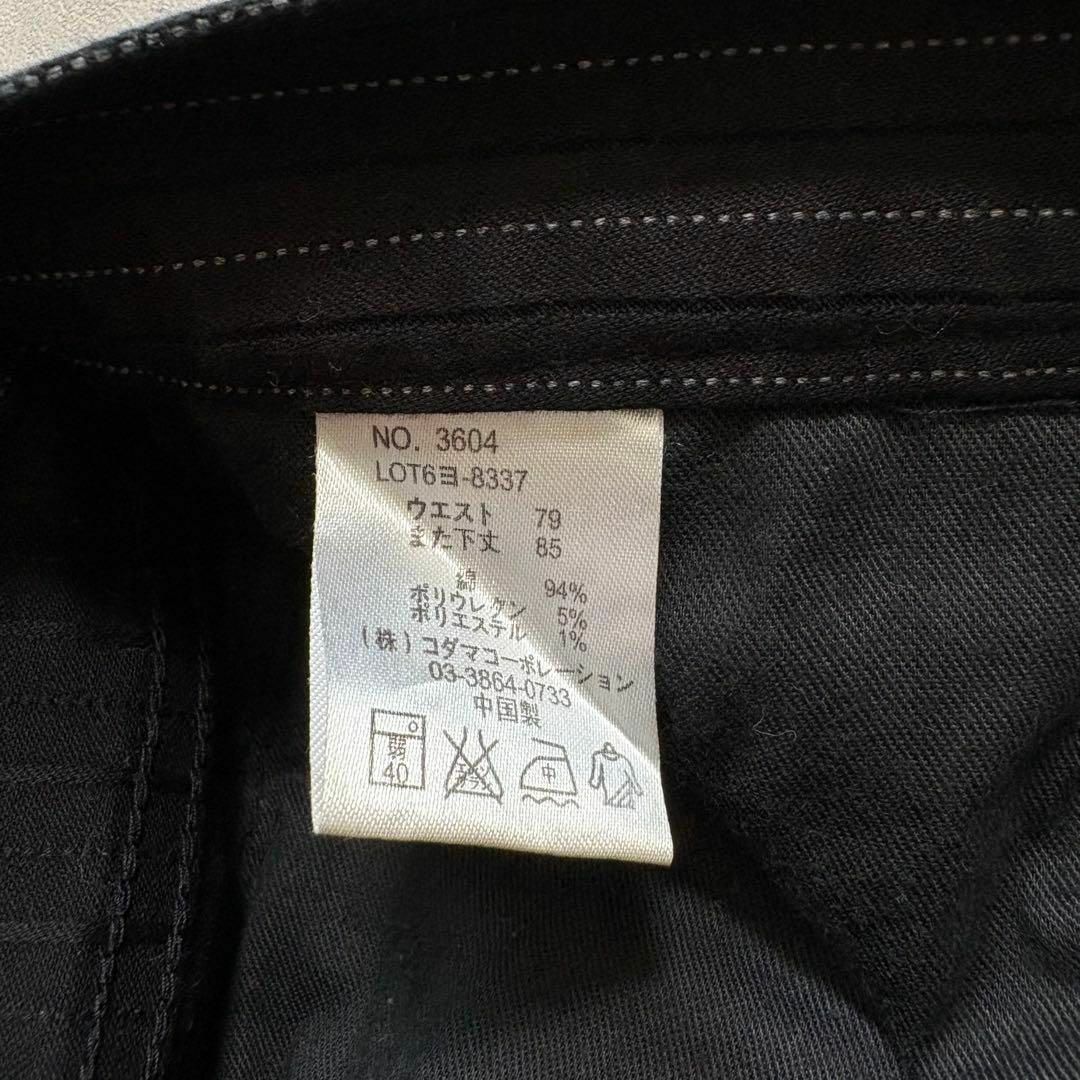 NO. 3604
LOT6ヨ-8337
ウエスト 79
また下丈 85
綿 94%
ポリウレタン 5%
ポリエステル 1%
(株)コダマコーポレーション
03-3864-0733
中国製
弱 中
40